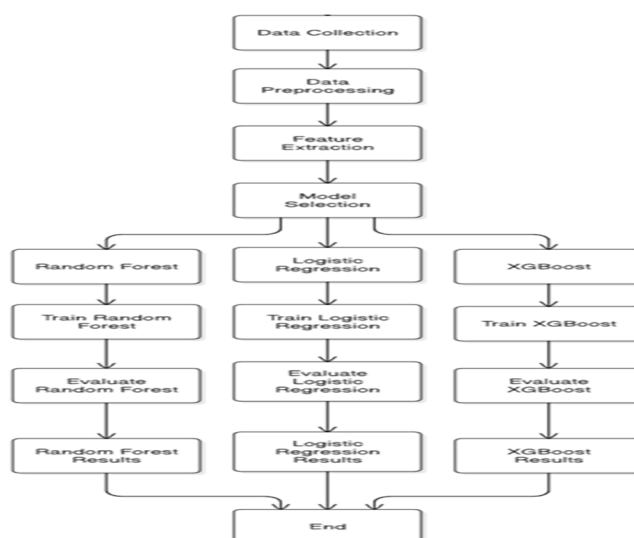 Data Collection
Data
Preprocessing
Feature
Extraction
Model
Selection
Random Forest
Logistic
Regression
XGBoost
Train Random
Forest
Train Logistic
Regression
Train XGBoost
Evaluate
Random Forest
Evaluate
Logistic
Regression
Evaluate
XGBoost
Random Forest
Results
Logistic
Regression
Results
XGBoost
Results
End